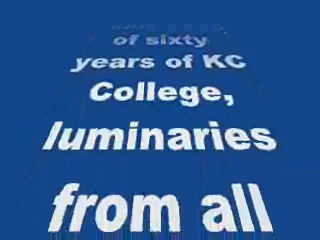 of sixty
years of KC
College,
luminaries
from all